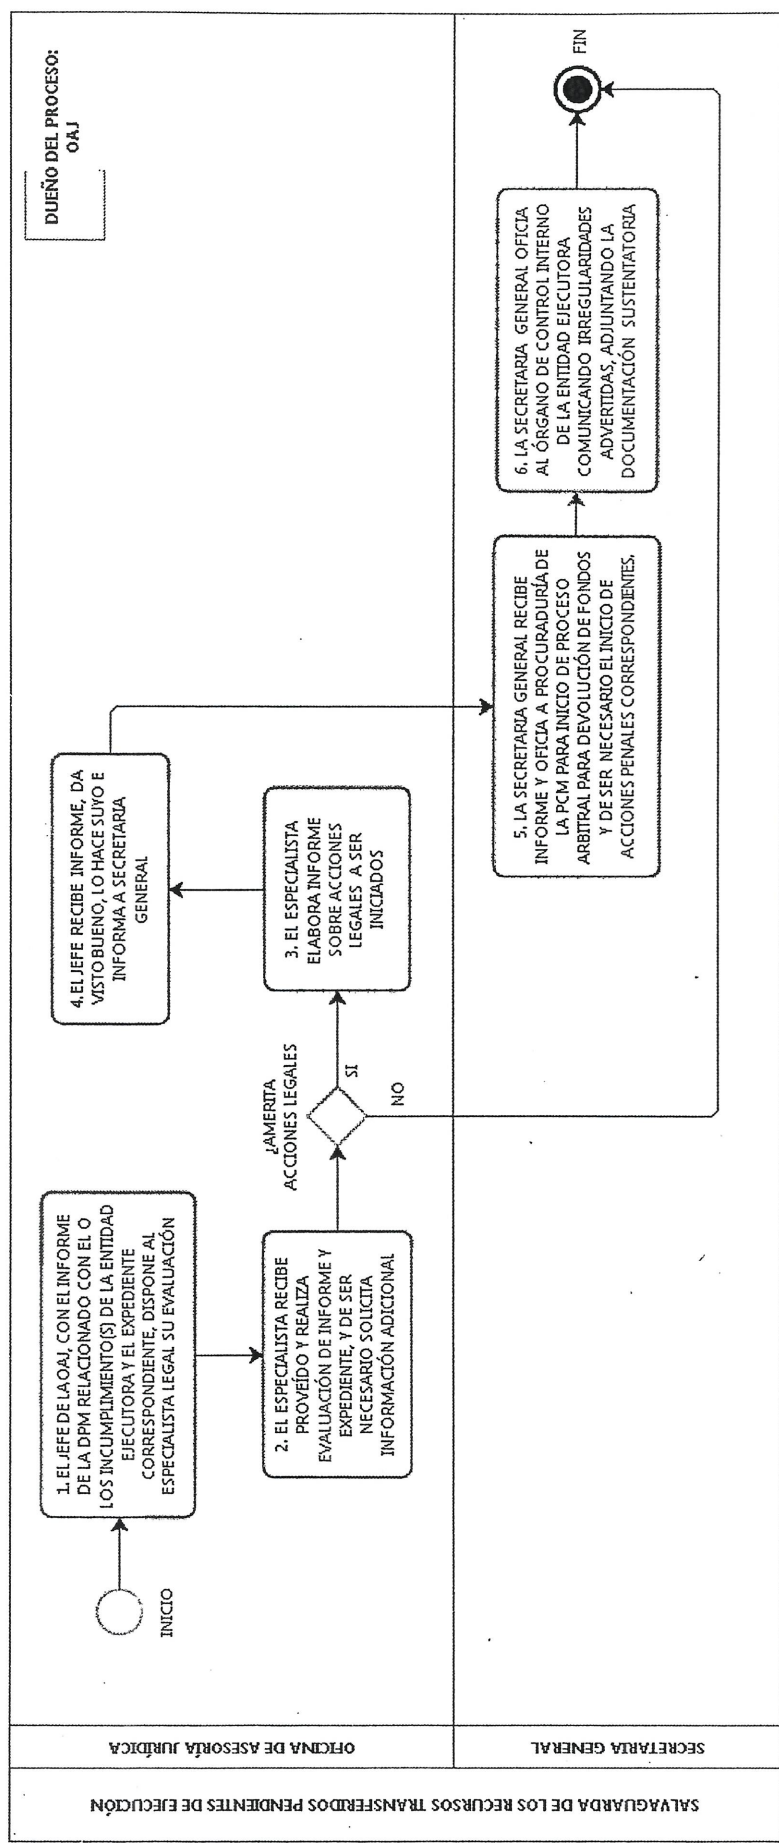 SALVAGUARDA DE LOS RECURSOS TRANSFERIDOS PENDIENTES DE EJECUCIÓN
OFICINA DE ASESORÍA JURÍDICA
DUEÑO DEL PROCESO:
OAJ
INICIO
1. EL JEFE DE LA OAJ, CON EL INFORME
DE LA DPM RELACIONADO CON EL O
LOS INCUMPLIMIENTO(S) DE LA ENTIDAD
EJECUTORA Y EL EXPEDIENTE
CORRESPONDIENTE, DISPONE AL
ESPECIALISTA LEGAL SU EVALUACIÓN
2. EL ESPECIALISTA RECIBE
PROVEÍDO Y REALIZA
EVALUACIÓN DE INFORME Y
EXPEDIENTE, Y DE SER
NECESARIO SOLICITA
INFORMACIÓN ADICIONAL
¿AMERITA
ACCIONES LEGALES
SI
NO
3. EL ESPECIALISTA
ELABORA INFORME
SOBRE ACCIONES
LEGALES A SER
INICIADOS
4. EL JEFE RECIBE INFORME, DA
VISTO BUENO, LO HACE SUYO E
INFORMA A SECRETARIA
GENERAL
SECRETARIA GENERAL
5. LA SECRETARIA GENERAL RECIBE
INFORME Y OFICIA A PROCURADURÍA DE
LA PCM PARA INICIO DE PROCESO
ARBITRAL PARA DEVOLUCIÓN DE FONDOS
Y DE SER NECESARIO EL INICIO DE
ACCIONES PENALES CORRESPONDIENTES.
6. LA SECRETARIA GENERAL OFICIA
AL ÓRGANO DE CONTROL INTERNO
DE LA ENTIDAD EJECUTORA
COMUNICANDO IRREGULARIDADES
ADVERTIDAS, ADJUNTANDO LA
DOCUMENTACIÓN SUSTENTATORIA
FIN